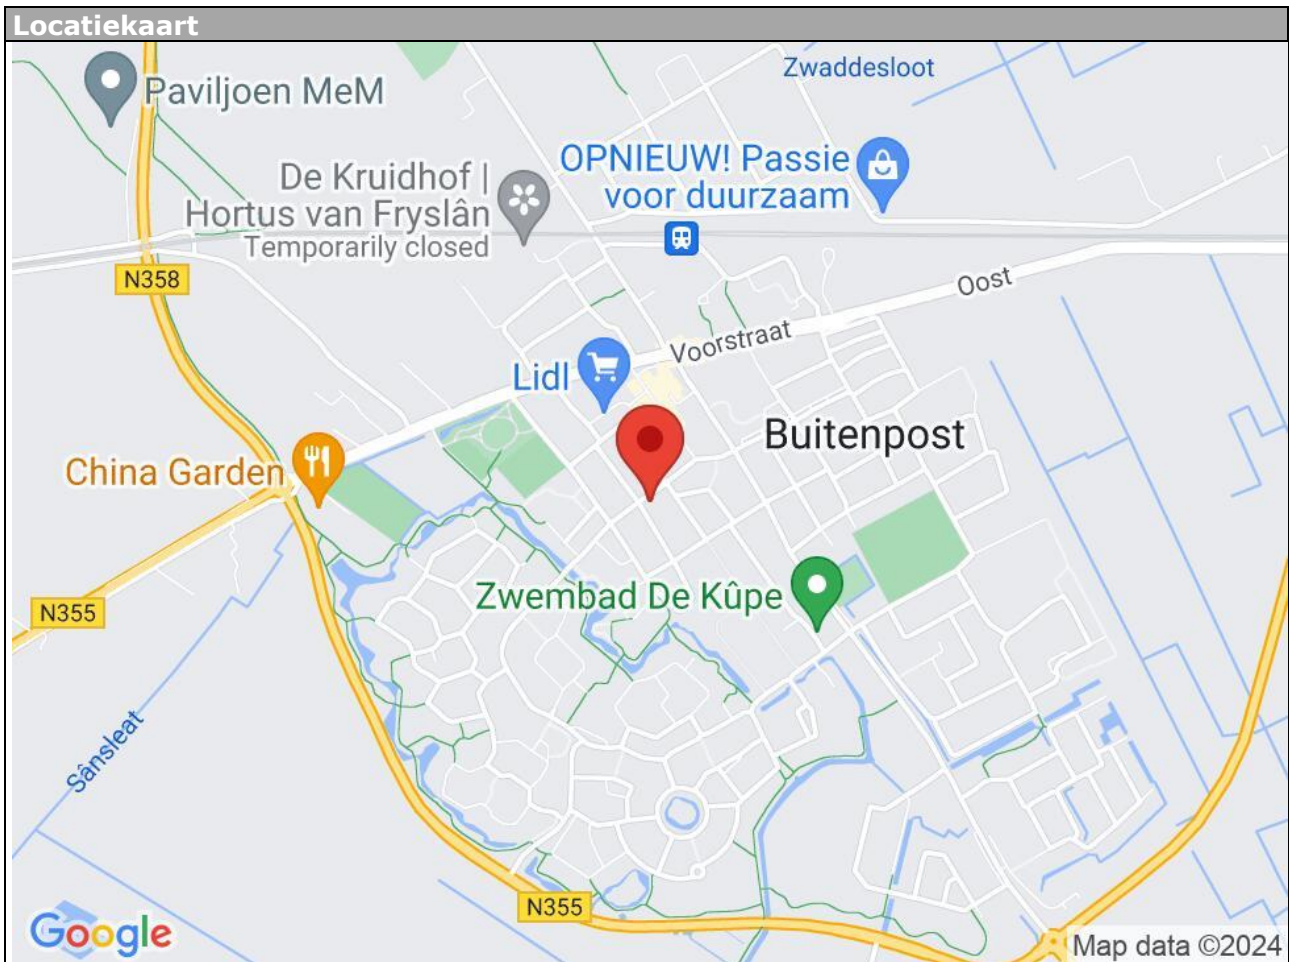 Locatiekaart
Zwaddesloot
Paviljoen MeM
OPNIEUW! Passie
voor duurzaam
De Kruidhof |
Hortus van Fryslân
Temporarily closed
N358
Oost
Voorstraat
Lidl
Buitenpost
China Garden
Zwembad De Kûpe
N355
Sânsleat
N355
Google
Map data ©2024